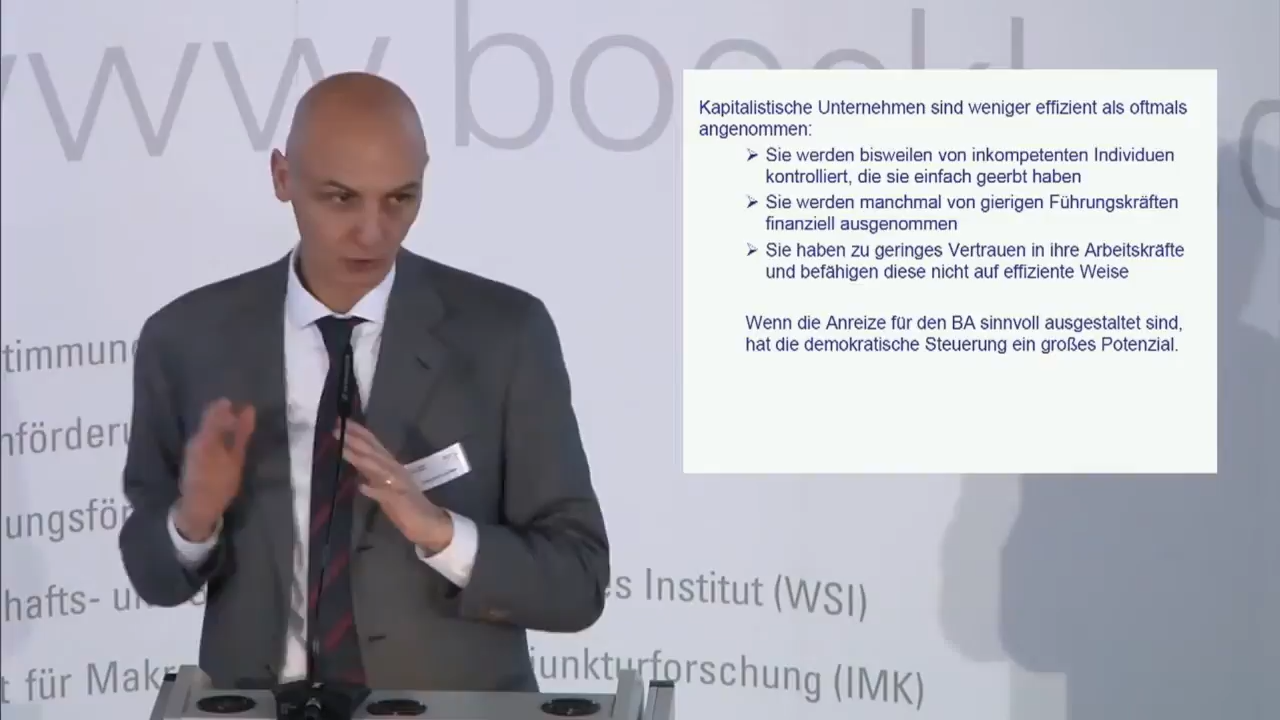 www.boeckl
Kapitalistische Unternehmen sind weniger effizient als oftmals
angenommen:
Sie werden bisweilen von inkompetenten Individuen
kontrolliert, die sie einfach geerbt haben
Sie werden manchmal von gierigen Führungskräften
finanziell ausgenommen
Sie haben zu geringes Vertrauen in ihre Arbeitskräfte
und befähigen diese nicht auf effiziente Weise
Wenn die Anreize für den BA sinnvoll ausgestaltet sind,
hat die demokratische Steuerung ein großes Potenzial.
timmun
nförderu
ungsför
hafts- u
s Institut (WSI)
t für Mak
junkturforschung (IMK)